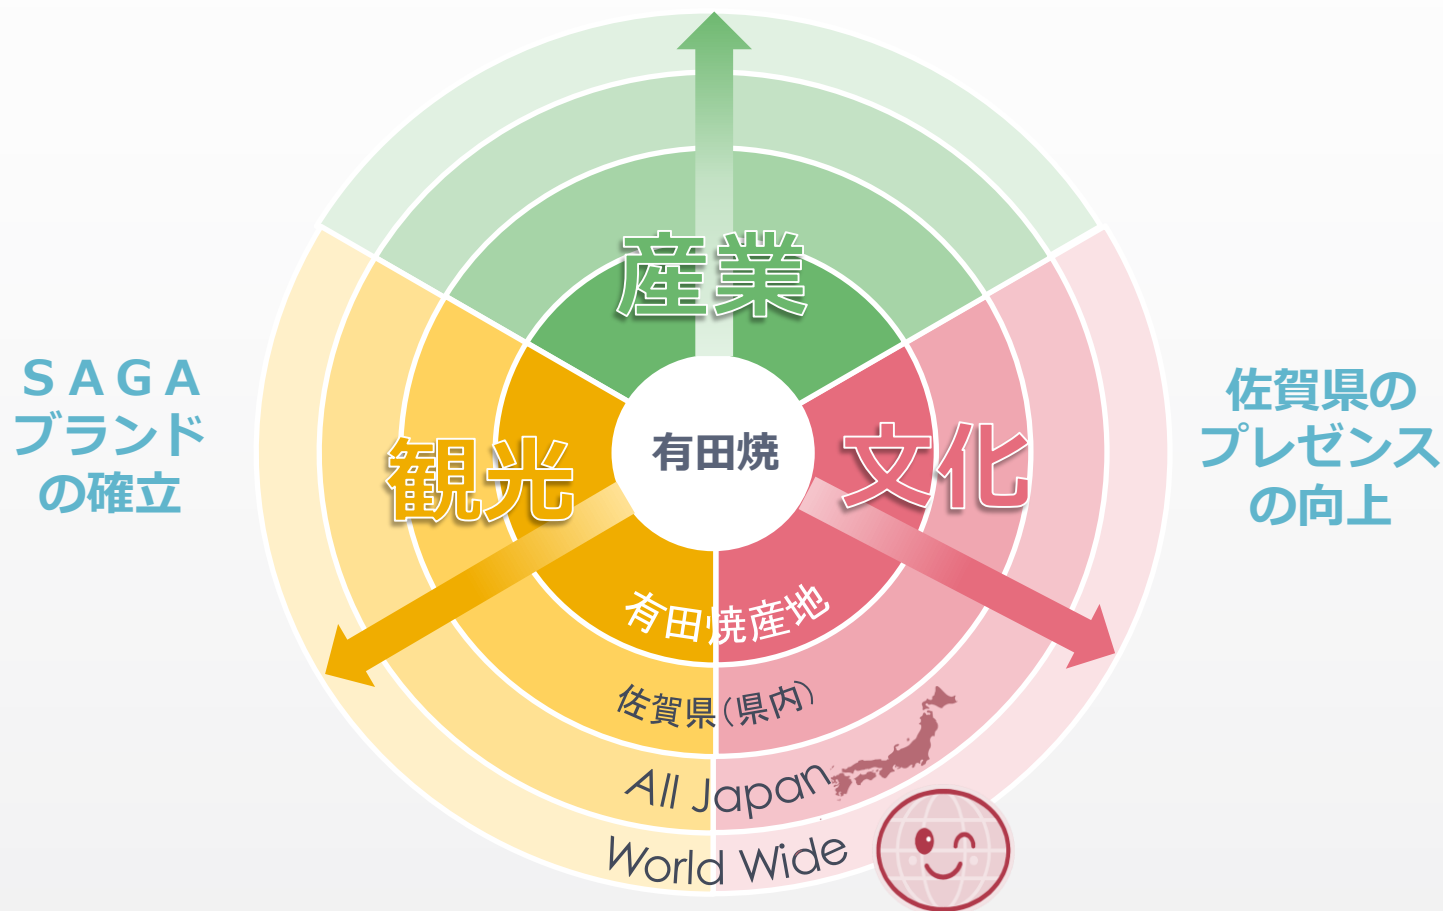 産業
ＳＡＧＡ
ブランド
の確立
観光
有田焼
文化
佐賀県の
プレゼンス
の向上
有田焼産地
佐賀県（県内）
All Japan
World Wide